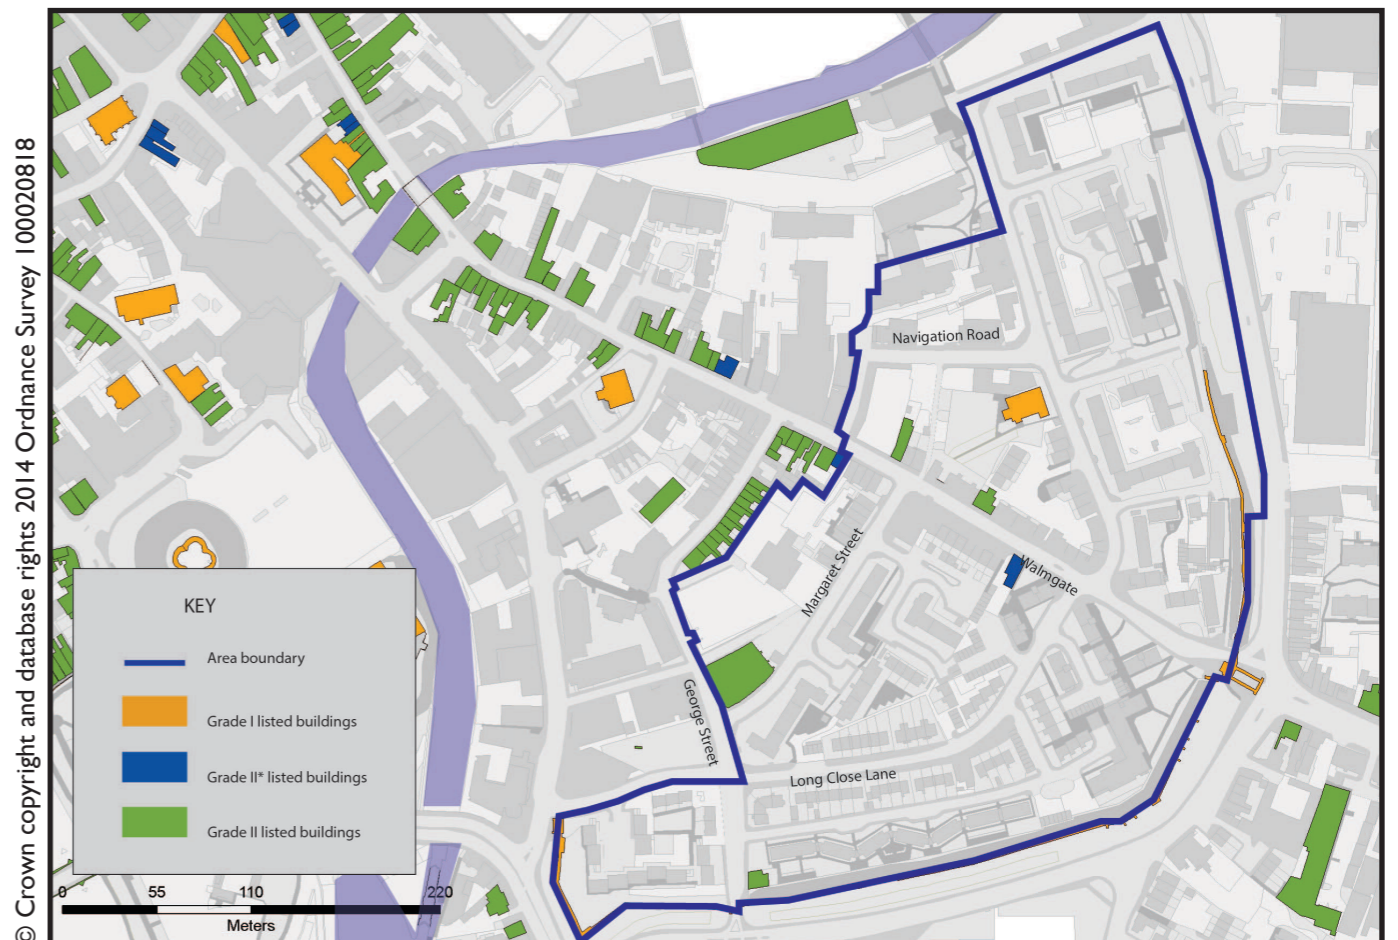 © Crown copyright and database rights 2014 Ordnance Survey 100020818
Navigation Road
Margaret Street
Walmgate
George Street
Long Close Lane
KEY
Area boundary
Grade I listed buildings
Grade II* listed buildings
Grade II listed buildings
0 55 110 220
Meters